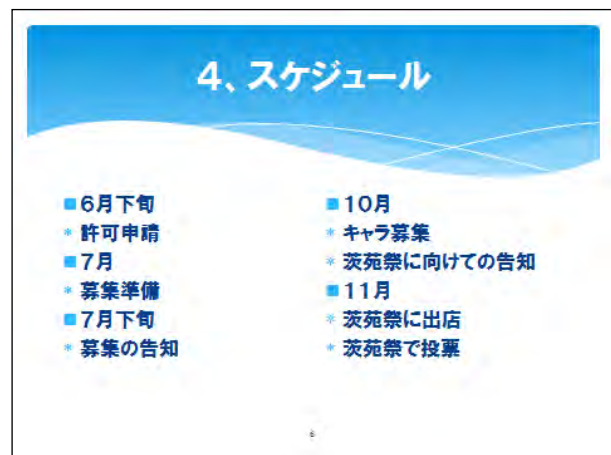 4、スケジュール
■6月下旬
* 許可申請
■7月
* 募集準備
■7月下旬
* 募集の告知
■10月
* キャラ募集
* 茨苑祭に向けての告知
■11月
* 茨苑祭に出店
* 茨苑祭で投票